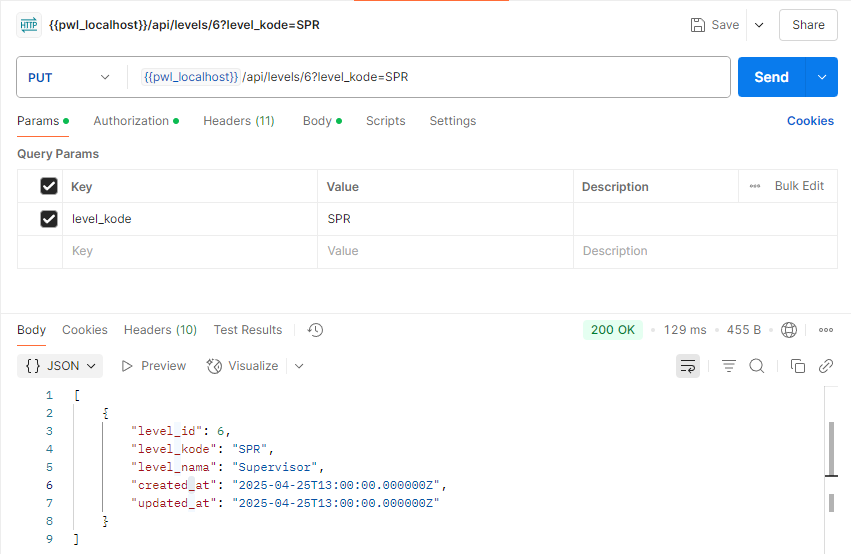 HTTP {{pwl_localhost}}/api/levels/6?level_kode=SPR Save Share
PUT {{pwl_localhost}}/api/levels/6?level_kode=SPR Send
Params Authorization Headers (11) Body Scripts Settings Cookies
Query Params
Key Value Description Bulk Edit
level_kode SPR
Key Value Description
Body Cookies Headers (10) Test Results 200 OK 129 ms 455 B
{} JSON Preview Visualize
1 [
2 {
3 "level_id": 6,
4 "level_kode": "SPR",
5 "level_nama": "Supervisor",
6 "created_at": "2025-04-25T13:00:00.000000Z",
7 "updated_at": "2025-04-25T13:00:00.000000Z"
8 }
9 ]